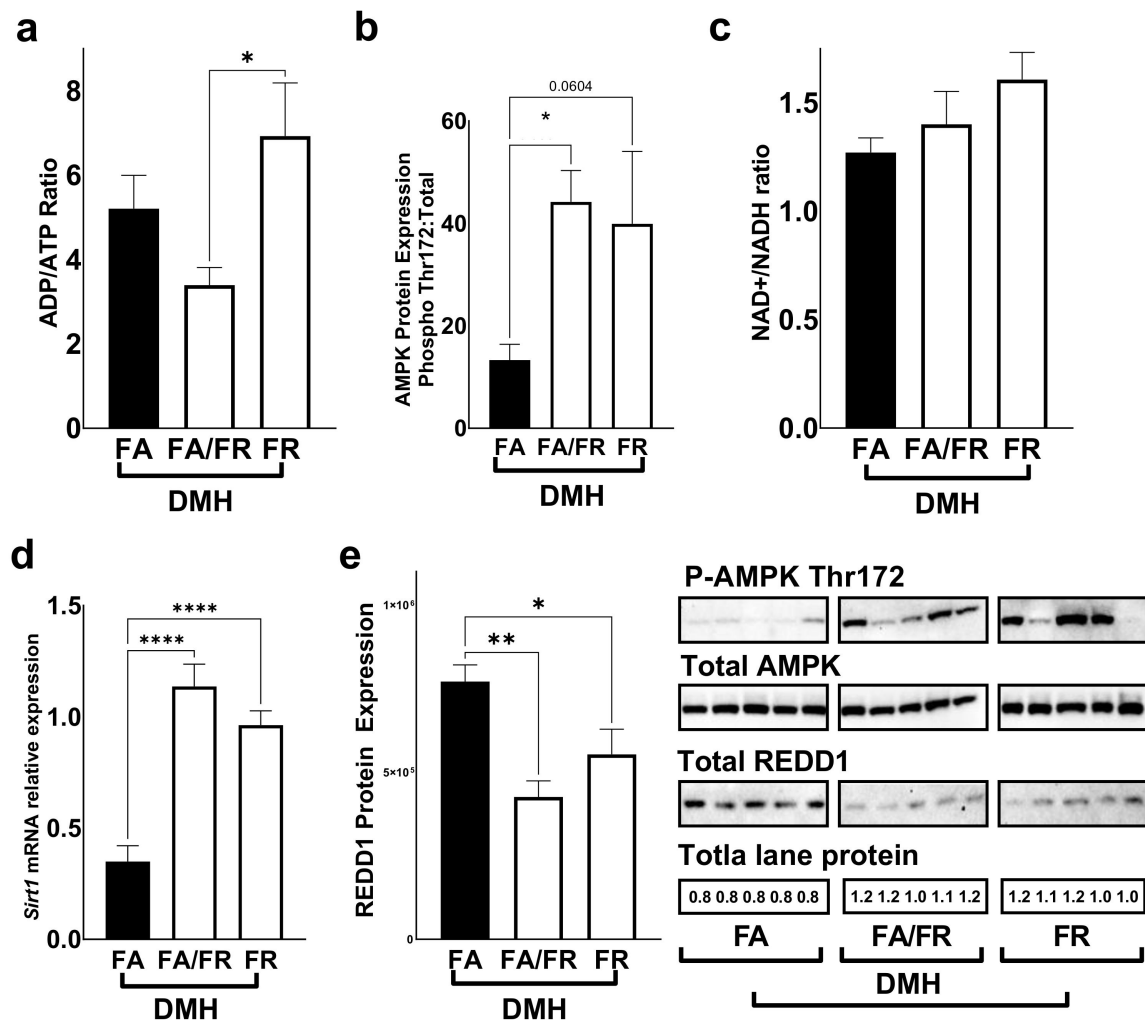 a
ADP/ATP Ratio
8
6
4
2
0
*
FA FA/FR FR
DMH
b
AMPK Protein Expression
Phospho Thr172:Total
60
40
20
0
0.0604
*
FA FA/FR FR
DMH
c
NAD+/NADH ratio
1.5
1.0
0.5
0.0
FA FA/FR FR
DMH
d
Sirt1 mRNA relative expression
1.5
1.0
0.5
0.0
****
****
FA FA/FR FR
DMH
e
REDD1 Protein Expression
1×10⁶
5×10⁵
0
*
**
FA FA/FR FR
DMH
P-AMPK Thr172
Total AMPK
Total REDD1
Totla lane protein
0.8 0.8 0.8 0.8 0.8 1.2 1.2 1.0 1.1 1.2 1.2 1.1 1.2 1.0 1.0
FA FA/FR FR
DMH